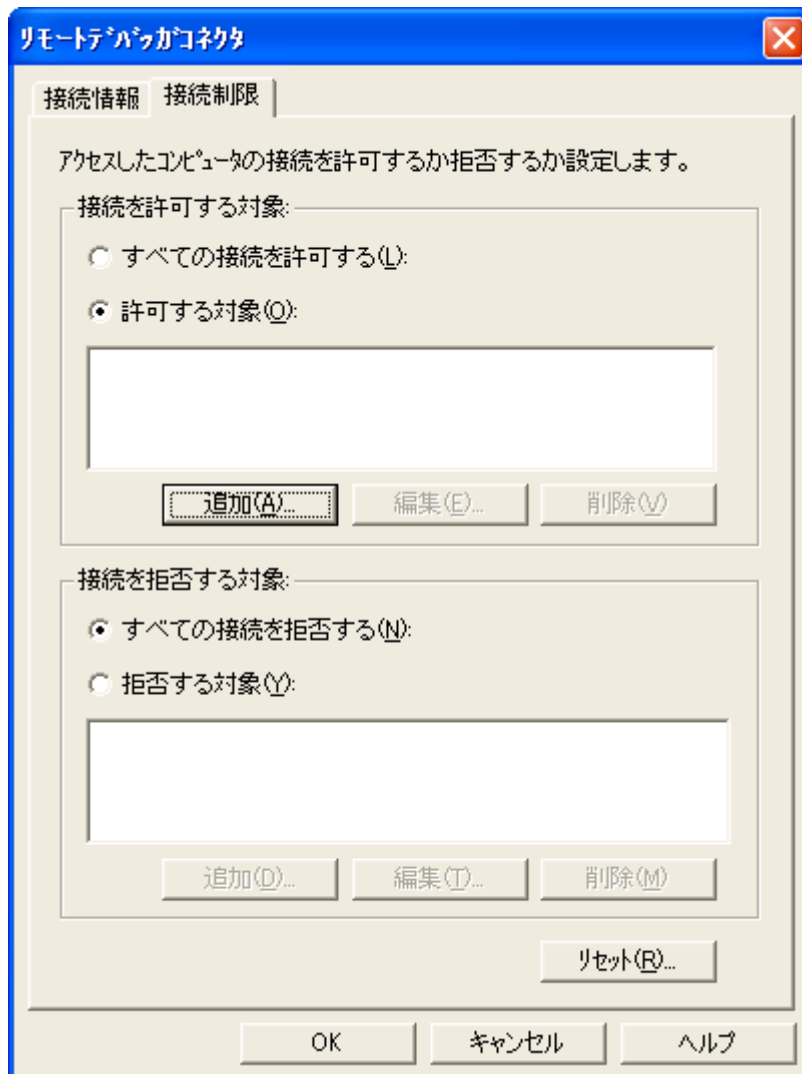 リモートデバッガコネクタ
接続情報 接続制限
アクセスしたコンピュータの接続を許可するか拒否するか設定します。
接続を許可する対象:
すべての接続を許可する(L):
許可する対象(O):
追加(A)... 編集(E)... 削除(V)
接続を拒否する対象:
すべての接続を拒否する(N):
拒否する対象(Y):
追加(D)... 編集(T)... 削除(M)
リセット(R)...
OK キャンセル ヘルプ